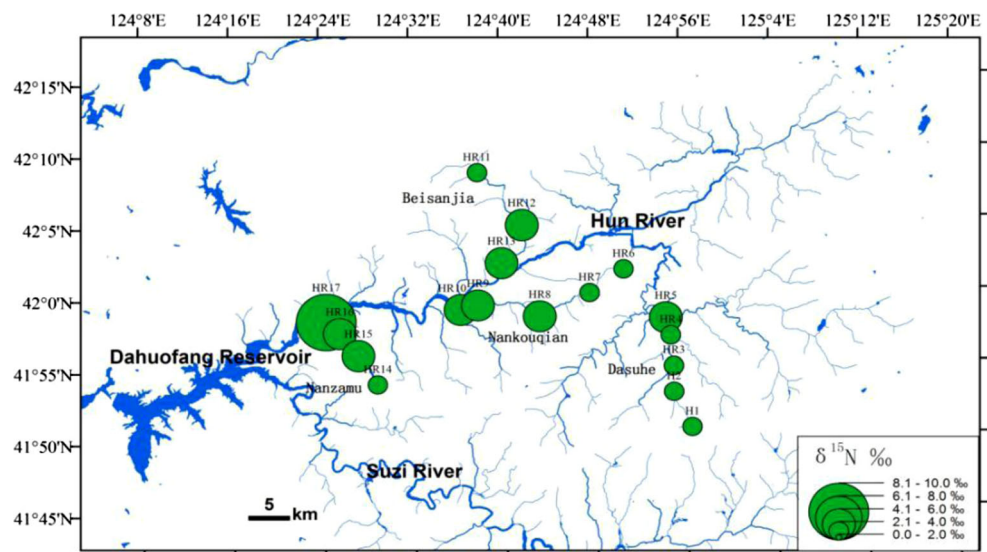 124°8'E 124°16'E 124°24'E 124°32'E 124°40'E 124°48'E 124°56'E 125°4'E 125°12'E 125°20'E
42°15'N
42°10'N
HR11
Beisanjia
HR12
42°5'N
Hun River
HR13
HR6
HR7
42°0'N
HR17
HR10
HR9
HR8
HR5
HR16
HR4
Nankouqian
HR15
HR3
Dahuofang Reservoir
HR14
Dasuhe
41°55'N
Nanzamu
H2
H1
41°50'N
Suzi River
δ15N ‰
8.1 - 10.0 ‰
6.1 - 8.0 ‰
4.1 - 6.0 ‰
2.1 - 4.0 ‰
0.0 - 2.0 ‰
5
km
41°45'N